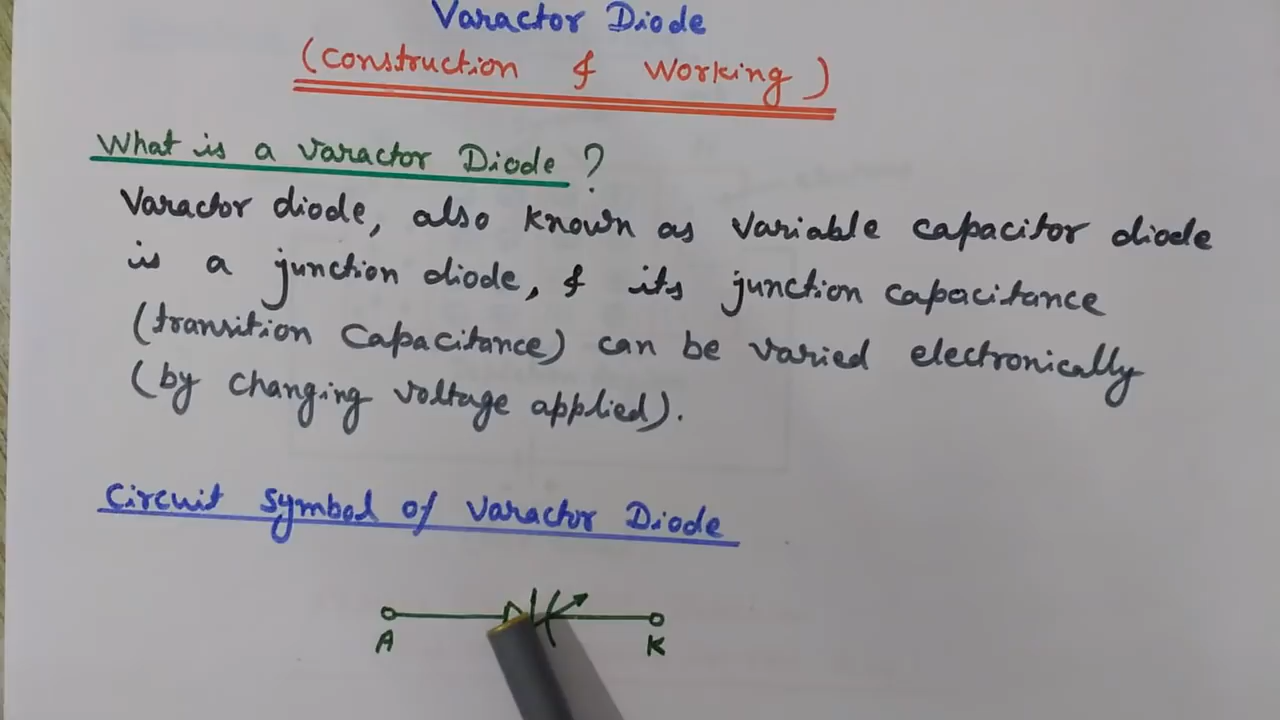 Varactor Diode
(Construction & Working)
What is a Varactor Diode?
Varactor diode, also known as variable capacitor diode
is a junction diode, & its junction capacitance
(transition Capacitance) can be varied electronically
(by changing voltage applied).
Circuit Symbol of Varactor Diode
A K